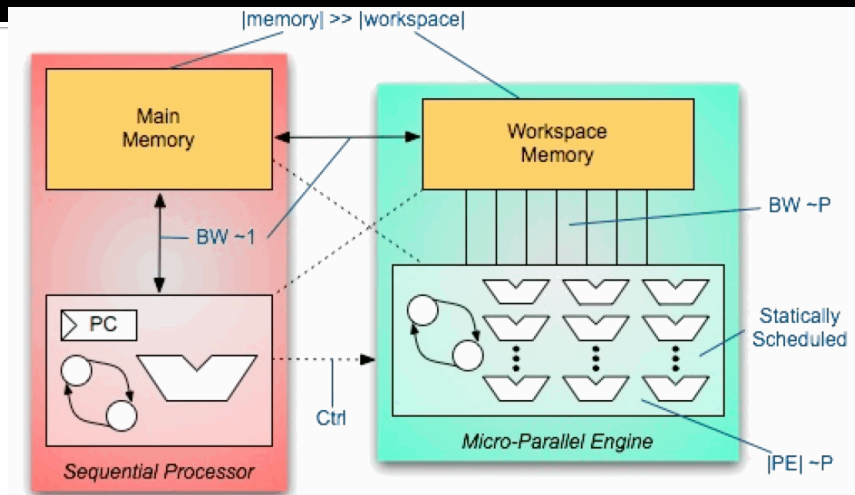 |memory| >> |workspace|
Main
Memory
Workspace
Memory
BW ~1
BW ~P
PC
Statically
Scheduled
Ctrl
Micro-Parallel Engine
|PE| ~P
Sequential Processor